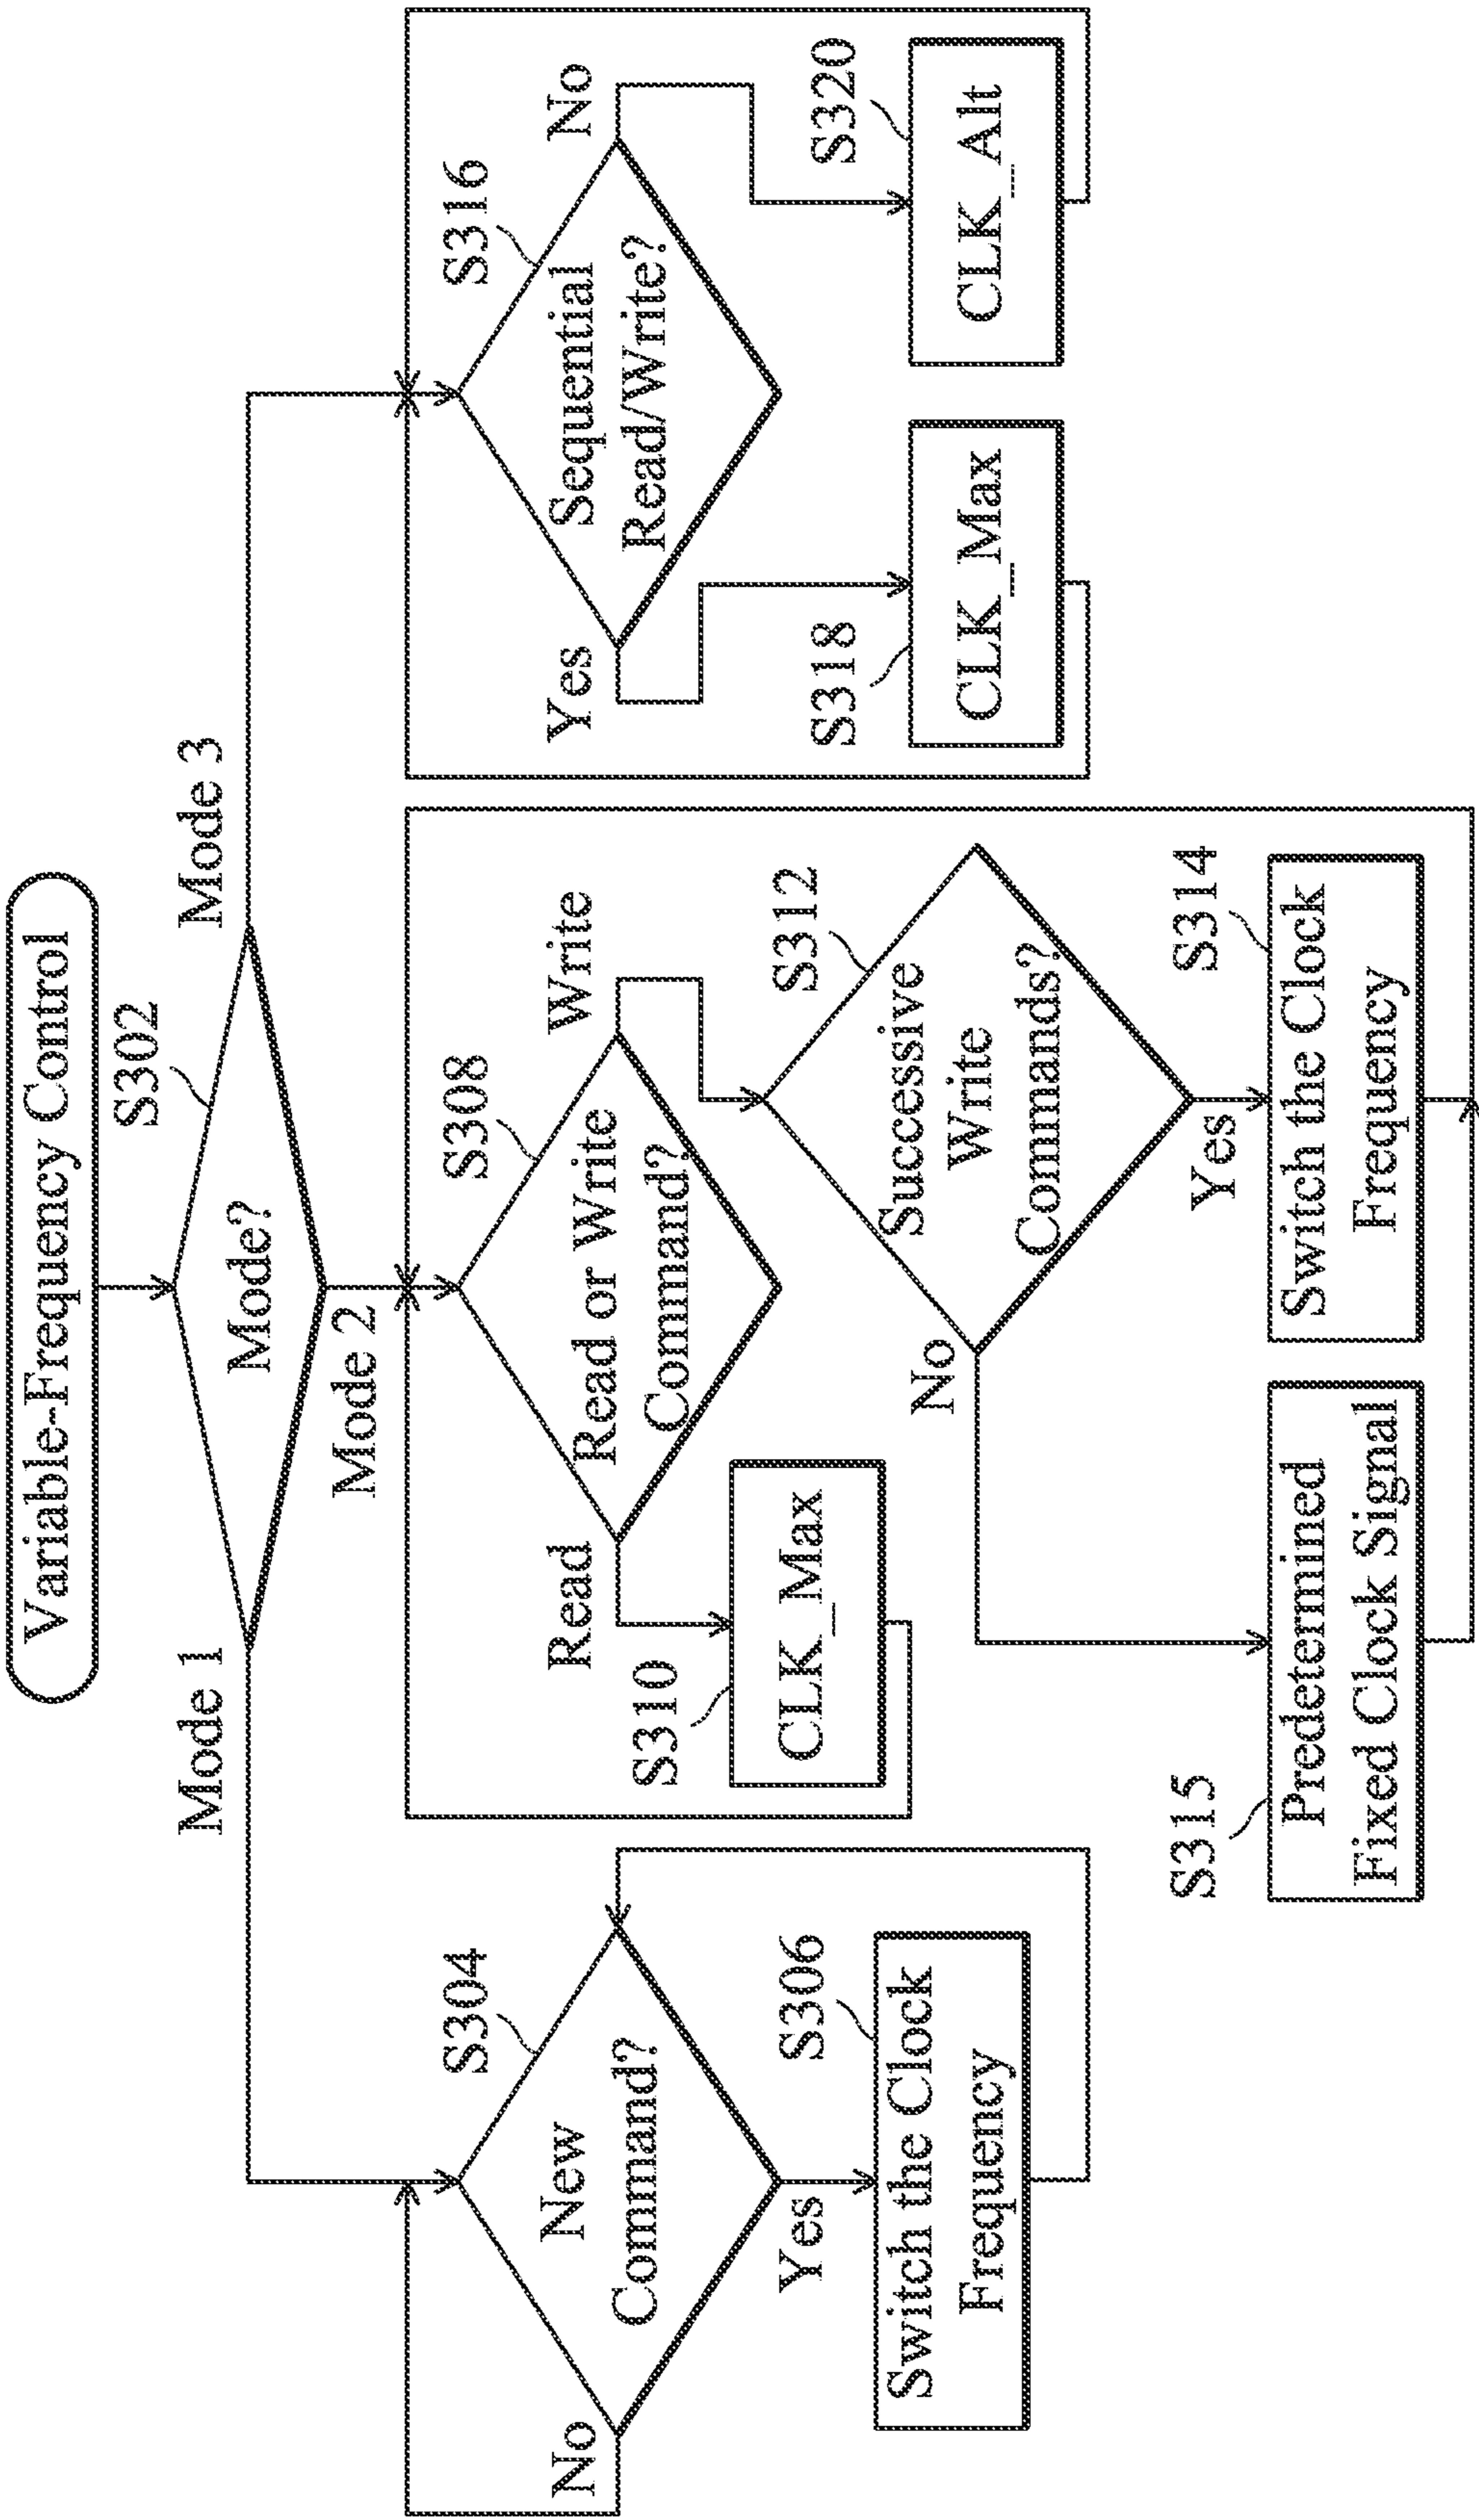 Variable-Frequency Control
S302
Mode?
Mode 1
Mode 2
Mode 3
S304
New
Command?
No
Yes
S306
Switch the Clock
Frequency
S308
Read or Write
Command?
Read
Write
S310
CLK_Max
S312
Successive
Write
Commands?
No
Yes
S315
Predetermined
Fixed Clock Signal
S314
Switch the Clock
Frequency
S316
Sequential
Read/Write?
Yes
No
S318
CLK_Max
S320
CLK_Alt